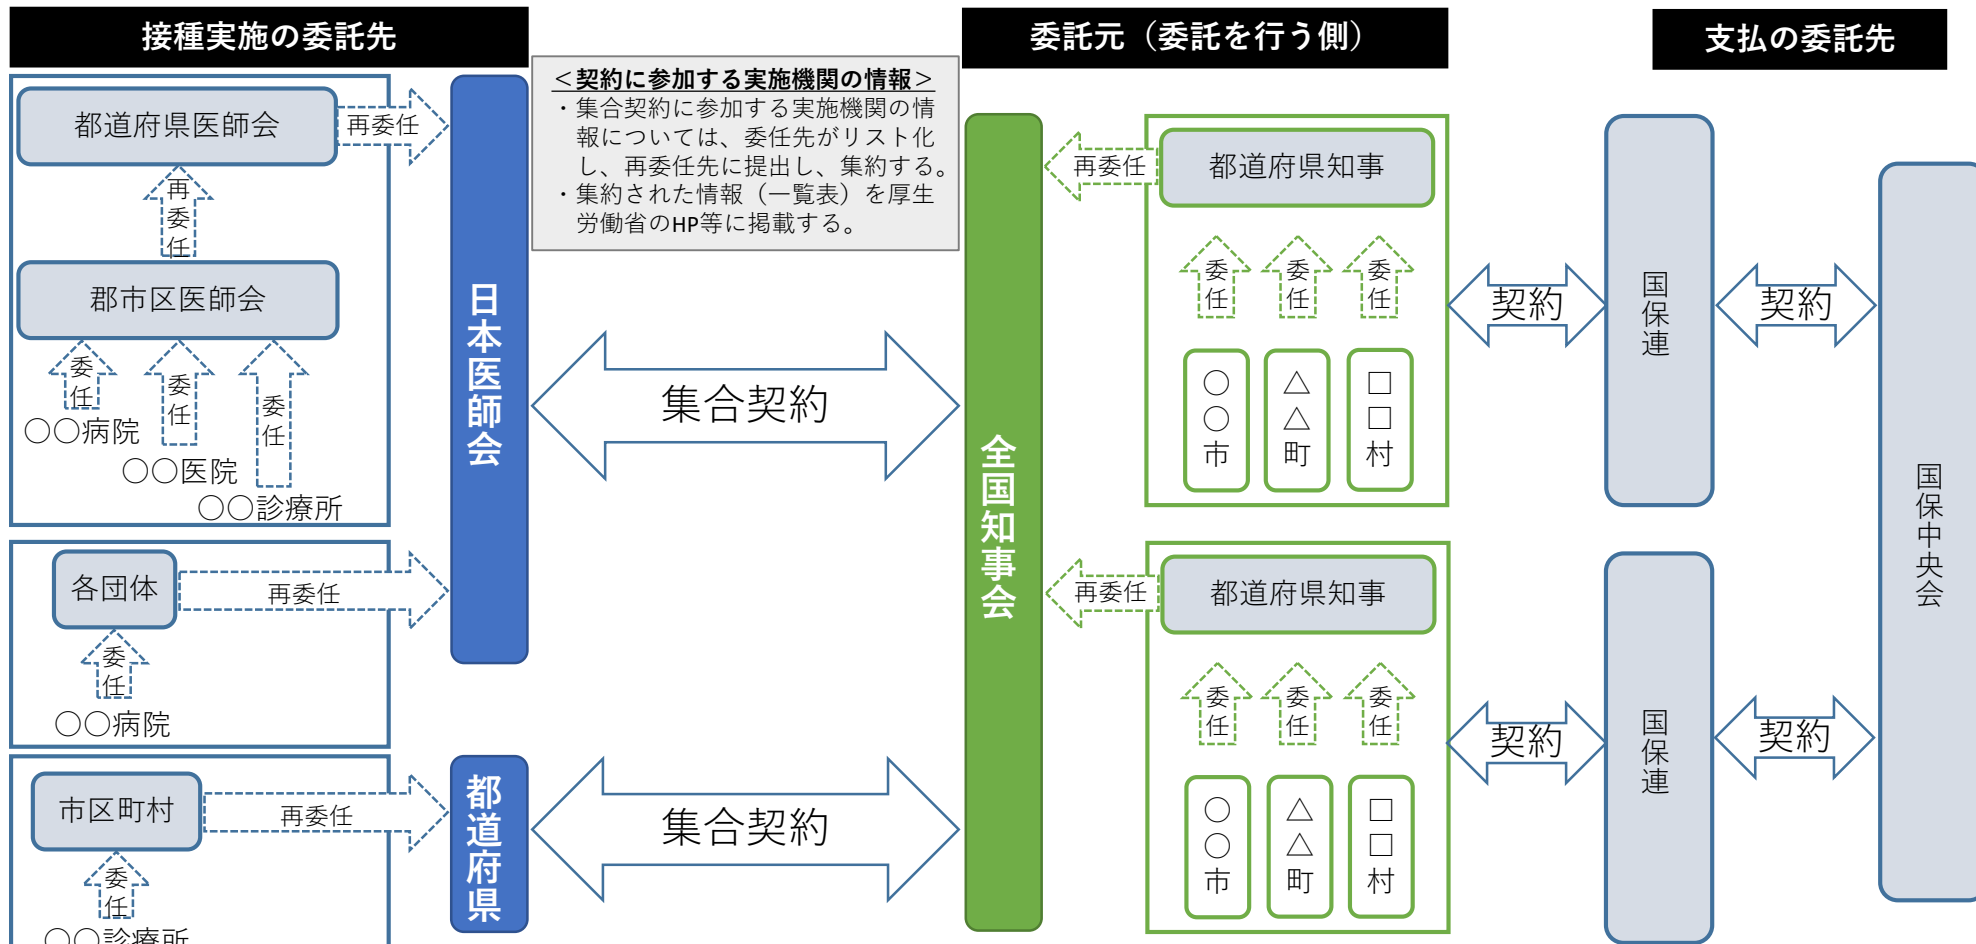 接種実施の委託先
委託元（委託を行う側）
支払の委託先
＜契約に参加する実施機関の情報＞
・集合契約に参加する実施機関の情
報については、委任先がリスト化
し、再委任先に提出し、集約する。
・集約された情報（一覧表）を厚生
労働省のHP等に掲載する。
都道府県医師会
再委任
再委任
郡市区医師会
委任
委任
委任
〇〇病院
〇〇医院
〇〇診療所
各団体
再委任
委任
〇〇病院
市区町村
再委任
委任
〇〇診療所
日本医師会
都道府県
集合契約
集合契約
全国知事会
再委任
都道府県知事
委任
委任
委任
〇〇市
△△町
□□村
再委任
都道府県知事
委任
委任
委任
〇〇市
△△町
□□村
契約
契約
国保連
国保連
契約
契約
国保中央会